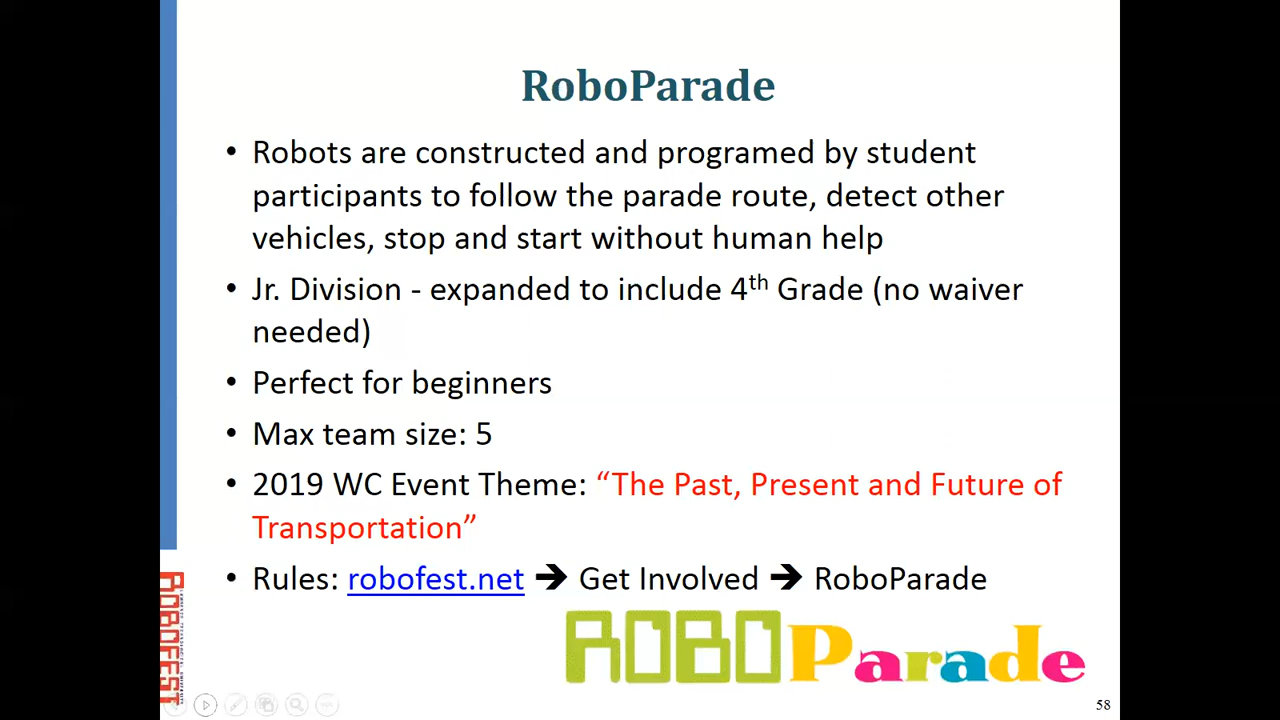 RoboParade
• Robots are constructed and programed by student
participants to follow the parade route, detect other
vehicles, stop and start without human help
• Jr. Division - expanded to include 4th Grade (no waiver
needed)
• Perfect for beginners
• Max team size: 5
• 2019 WC Event Theme: “The Past, Present and Future of
Transportation”
• Rules: robofest.net ➔ Get Involved ➔ RoboParade
ROBOFEST
ROBO Parade
58